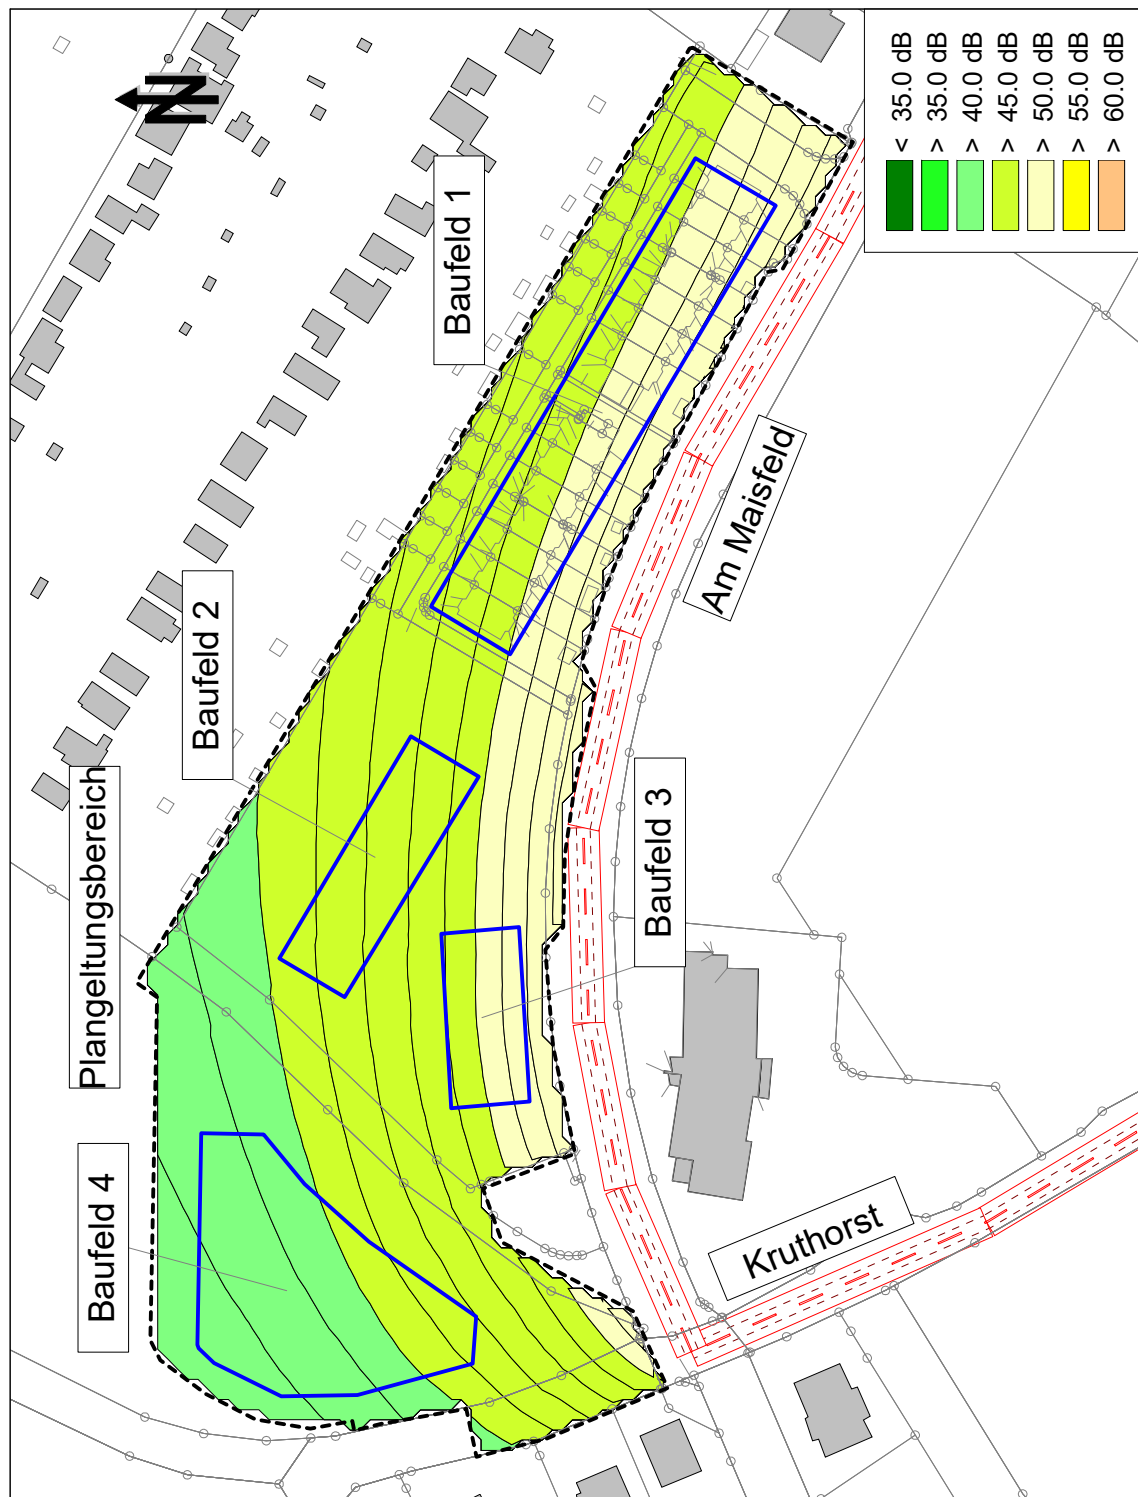 Baufeld 4
Plangeltungsbereich
Baufeld 2
Baufeld 1
Baufeld 3
Kruthorst
Am Maisfeld
N
< 35.0 dB
> 35.0 dB
> 40.0 dB
> 45.0 dB
> 50.0 dB
> 55.0 dB
> 60.0 dB